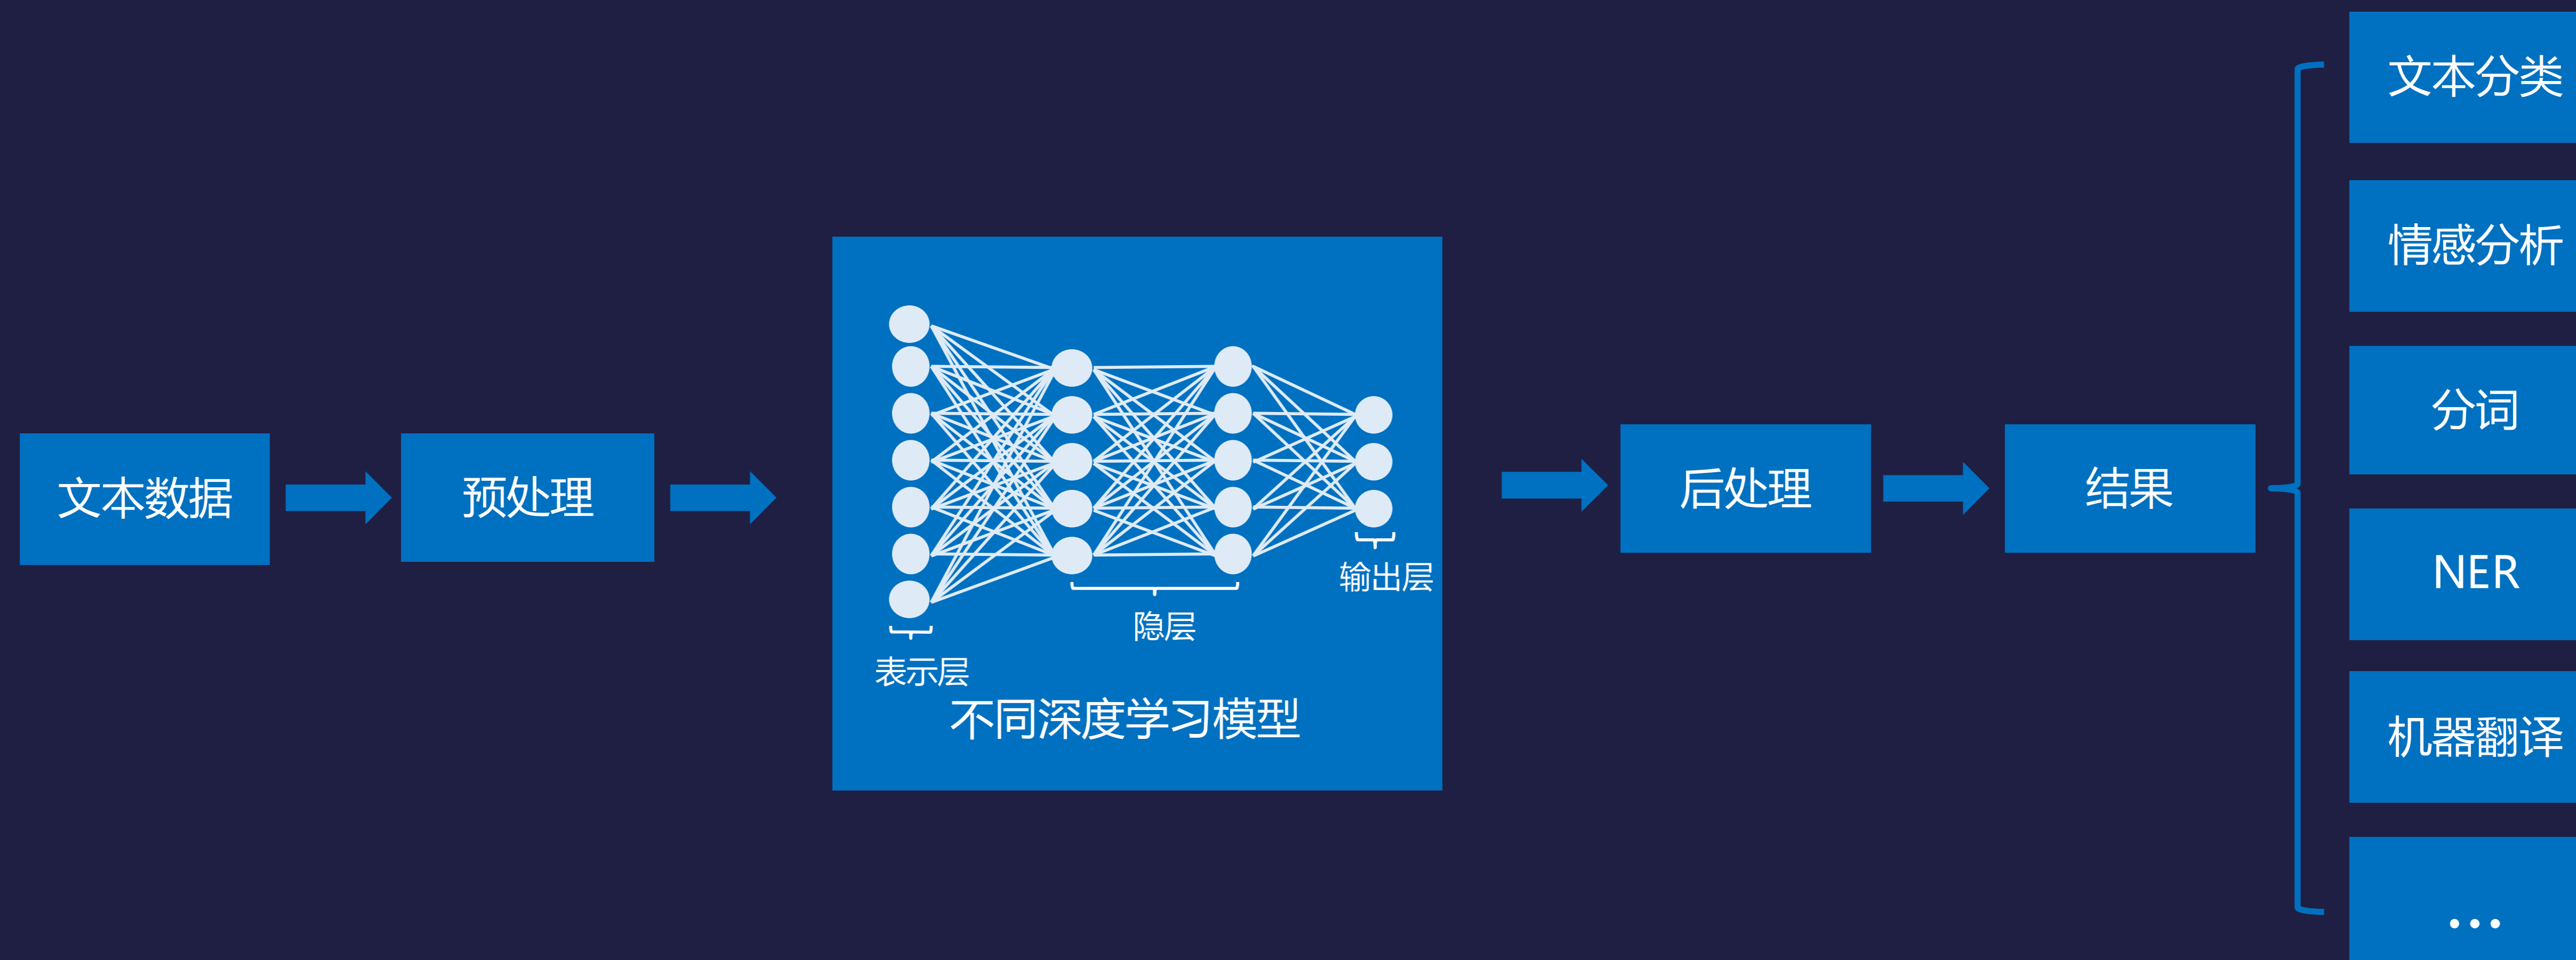 文本数据
预处理
表示层
隐层
输出层
不同深度学习模型
后处理
结果
文本分类
情感分析
分词
NER
机器翻译
...